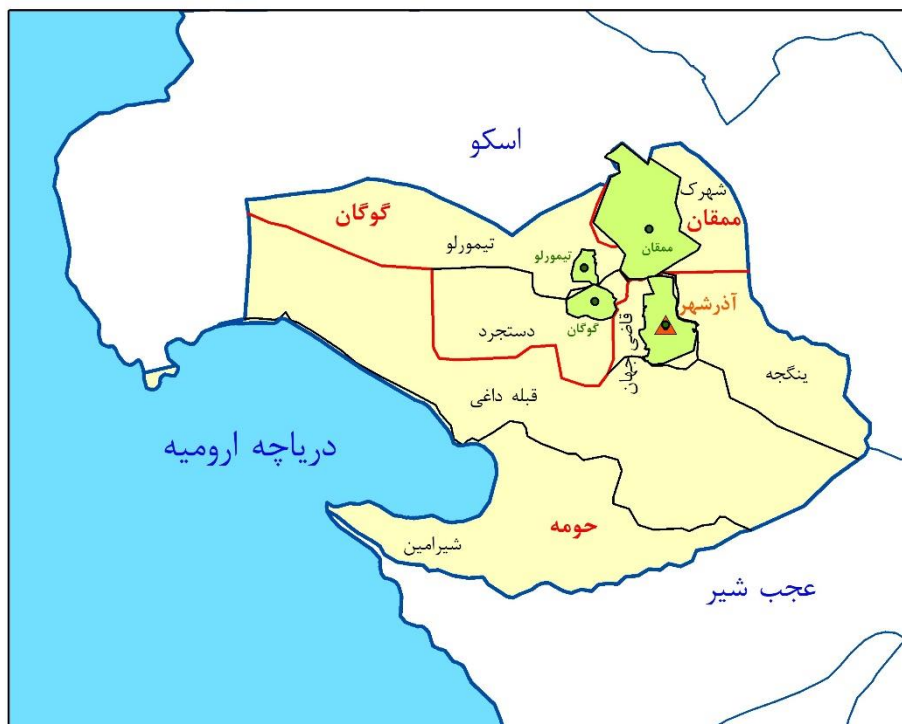 اسکو
شهرک
ممقان
گوگان
ممقان
تیمورلو
تیمورلو
آذرشهر
گوگان
دستجرد
قاضی جهان
ینگجه
قبله داغی
دریاچه ارومیه
حومه
شیرامین
عجب شیر